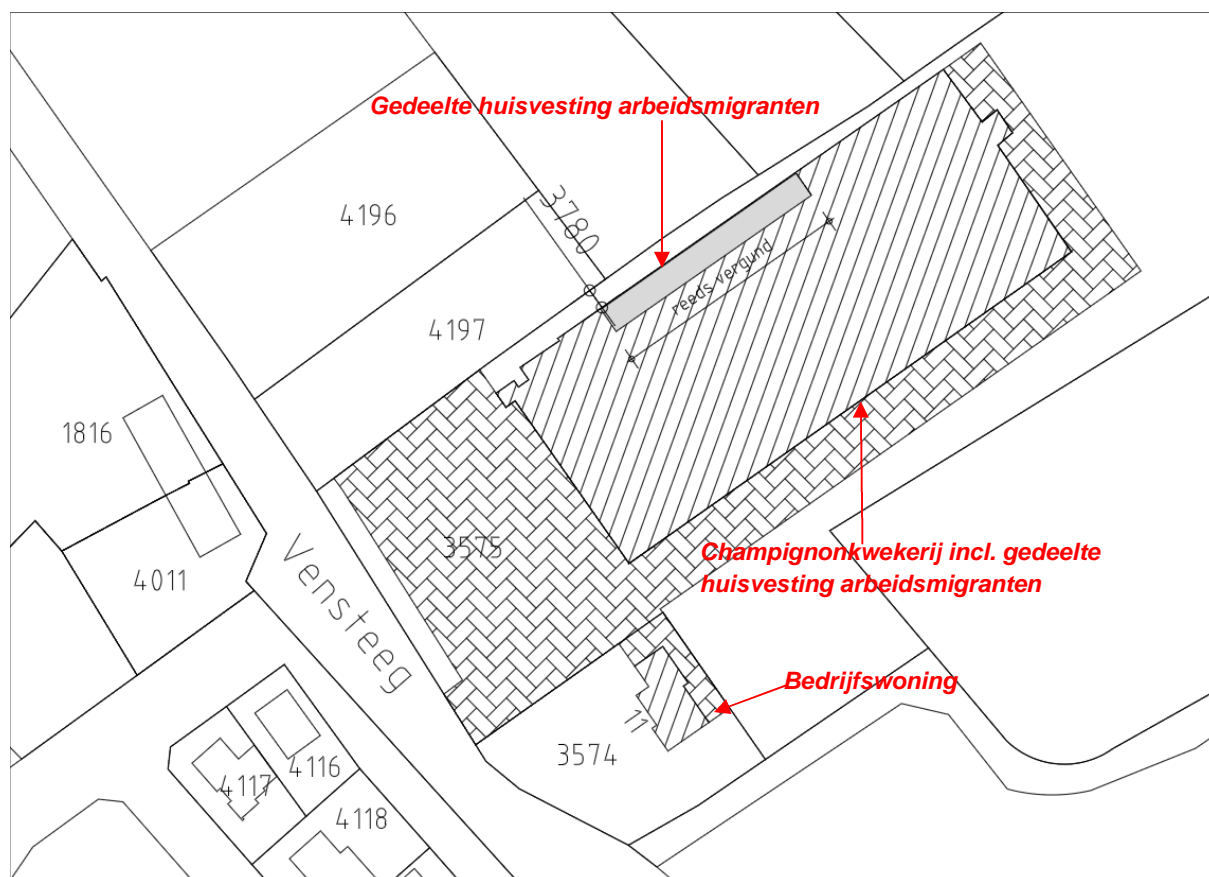 Gedeelte huisvesting arbeidsmigranten
4196
3780
reeds vergund
4197
1816
3575
4011
Vensteeg
Champignonkwekerij incl. gedeelte
huisvesting arbeidsmigranten
Bedrijfswoning
11
3574
4116
4117
4118